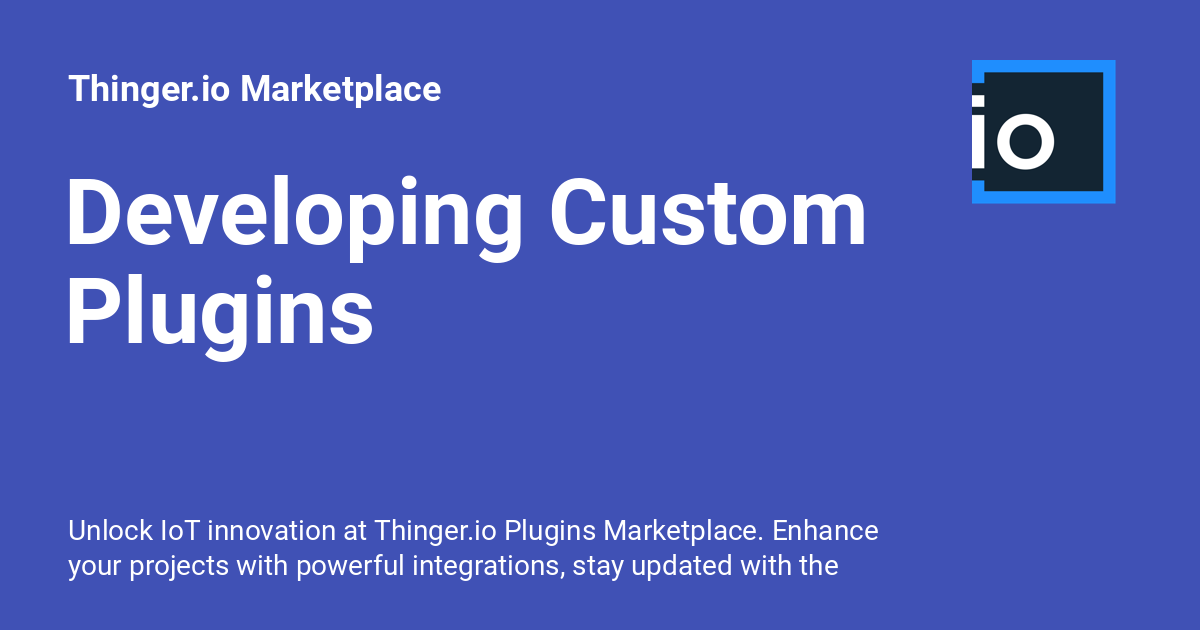 Thinger.io Marketplace
io
Developing Custom
Plugins
Unlock IoT innovation at Thinger.io Plugins Marketplace. Enhance
your projects with powerful integrations, stay updated with the